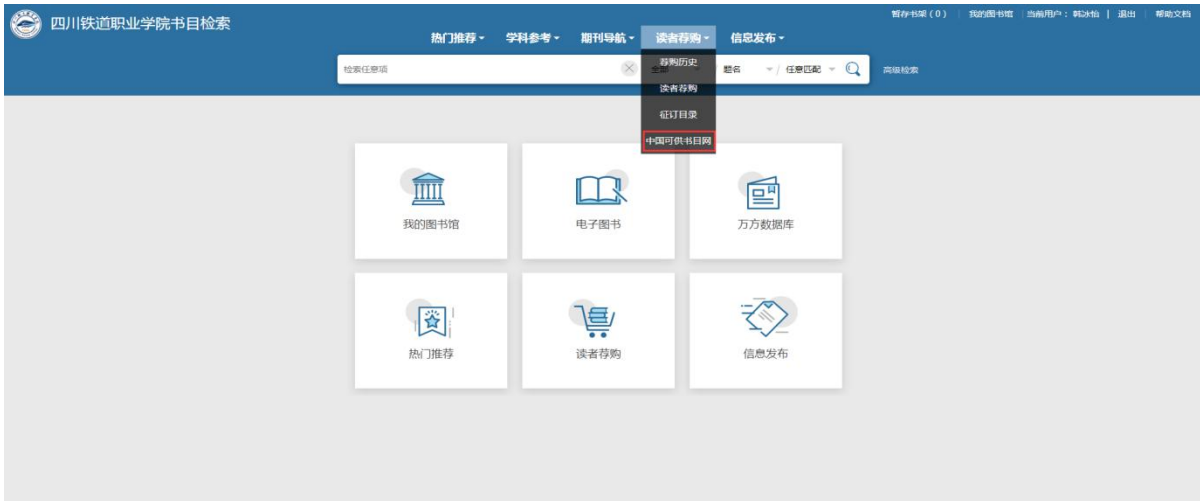 四川铁道职业学院书目检索
暂存书架(0) 我的图书馆 当前用户:韩冰怡 | 退出 帮助文档
热门推荐 学科参考 期刊导航 读者荐购 信息发布
检索任意项 全部 题名 / 任意匹配 高级检索
荐购历史
读者荐购
征订目录
中国可供书目网
我的图书馆 电子图书 万方数据库
热门推荐 读者荐购 信息发布